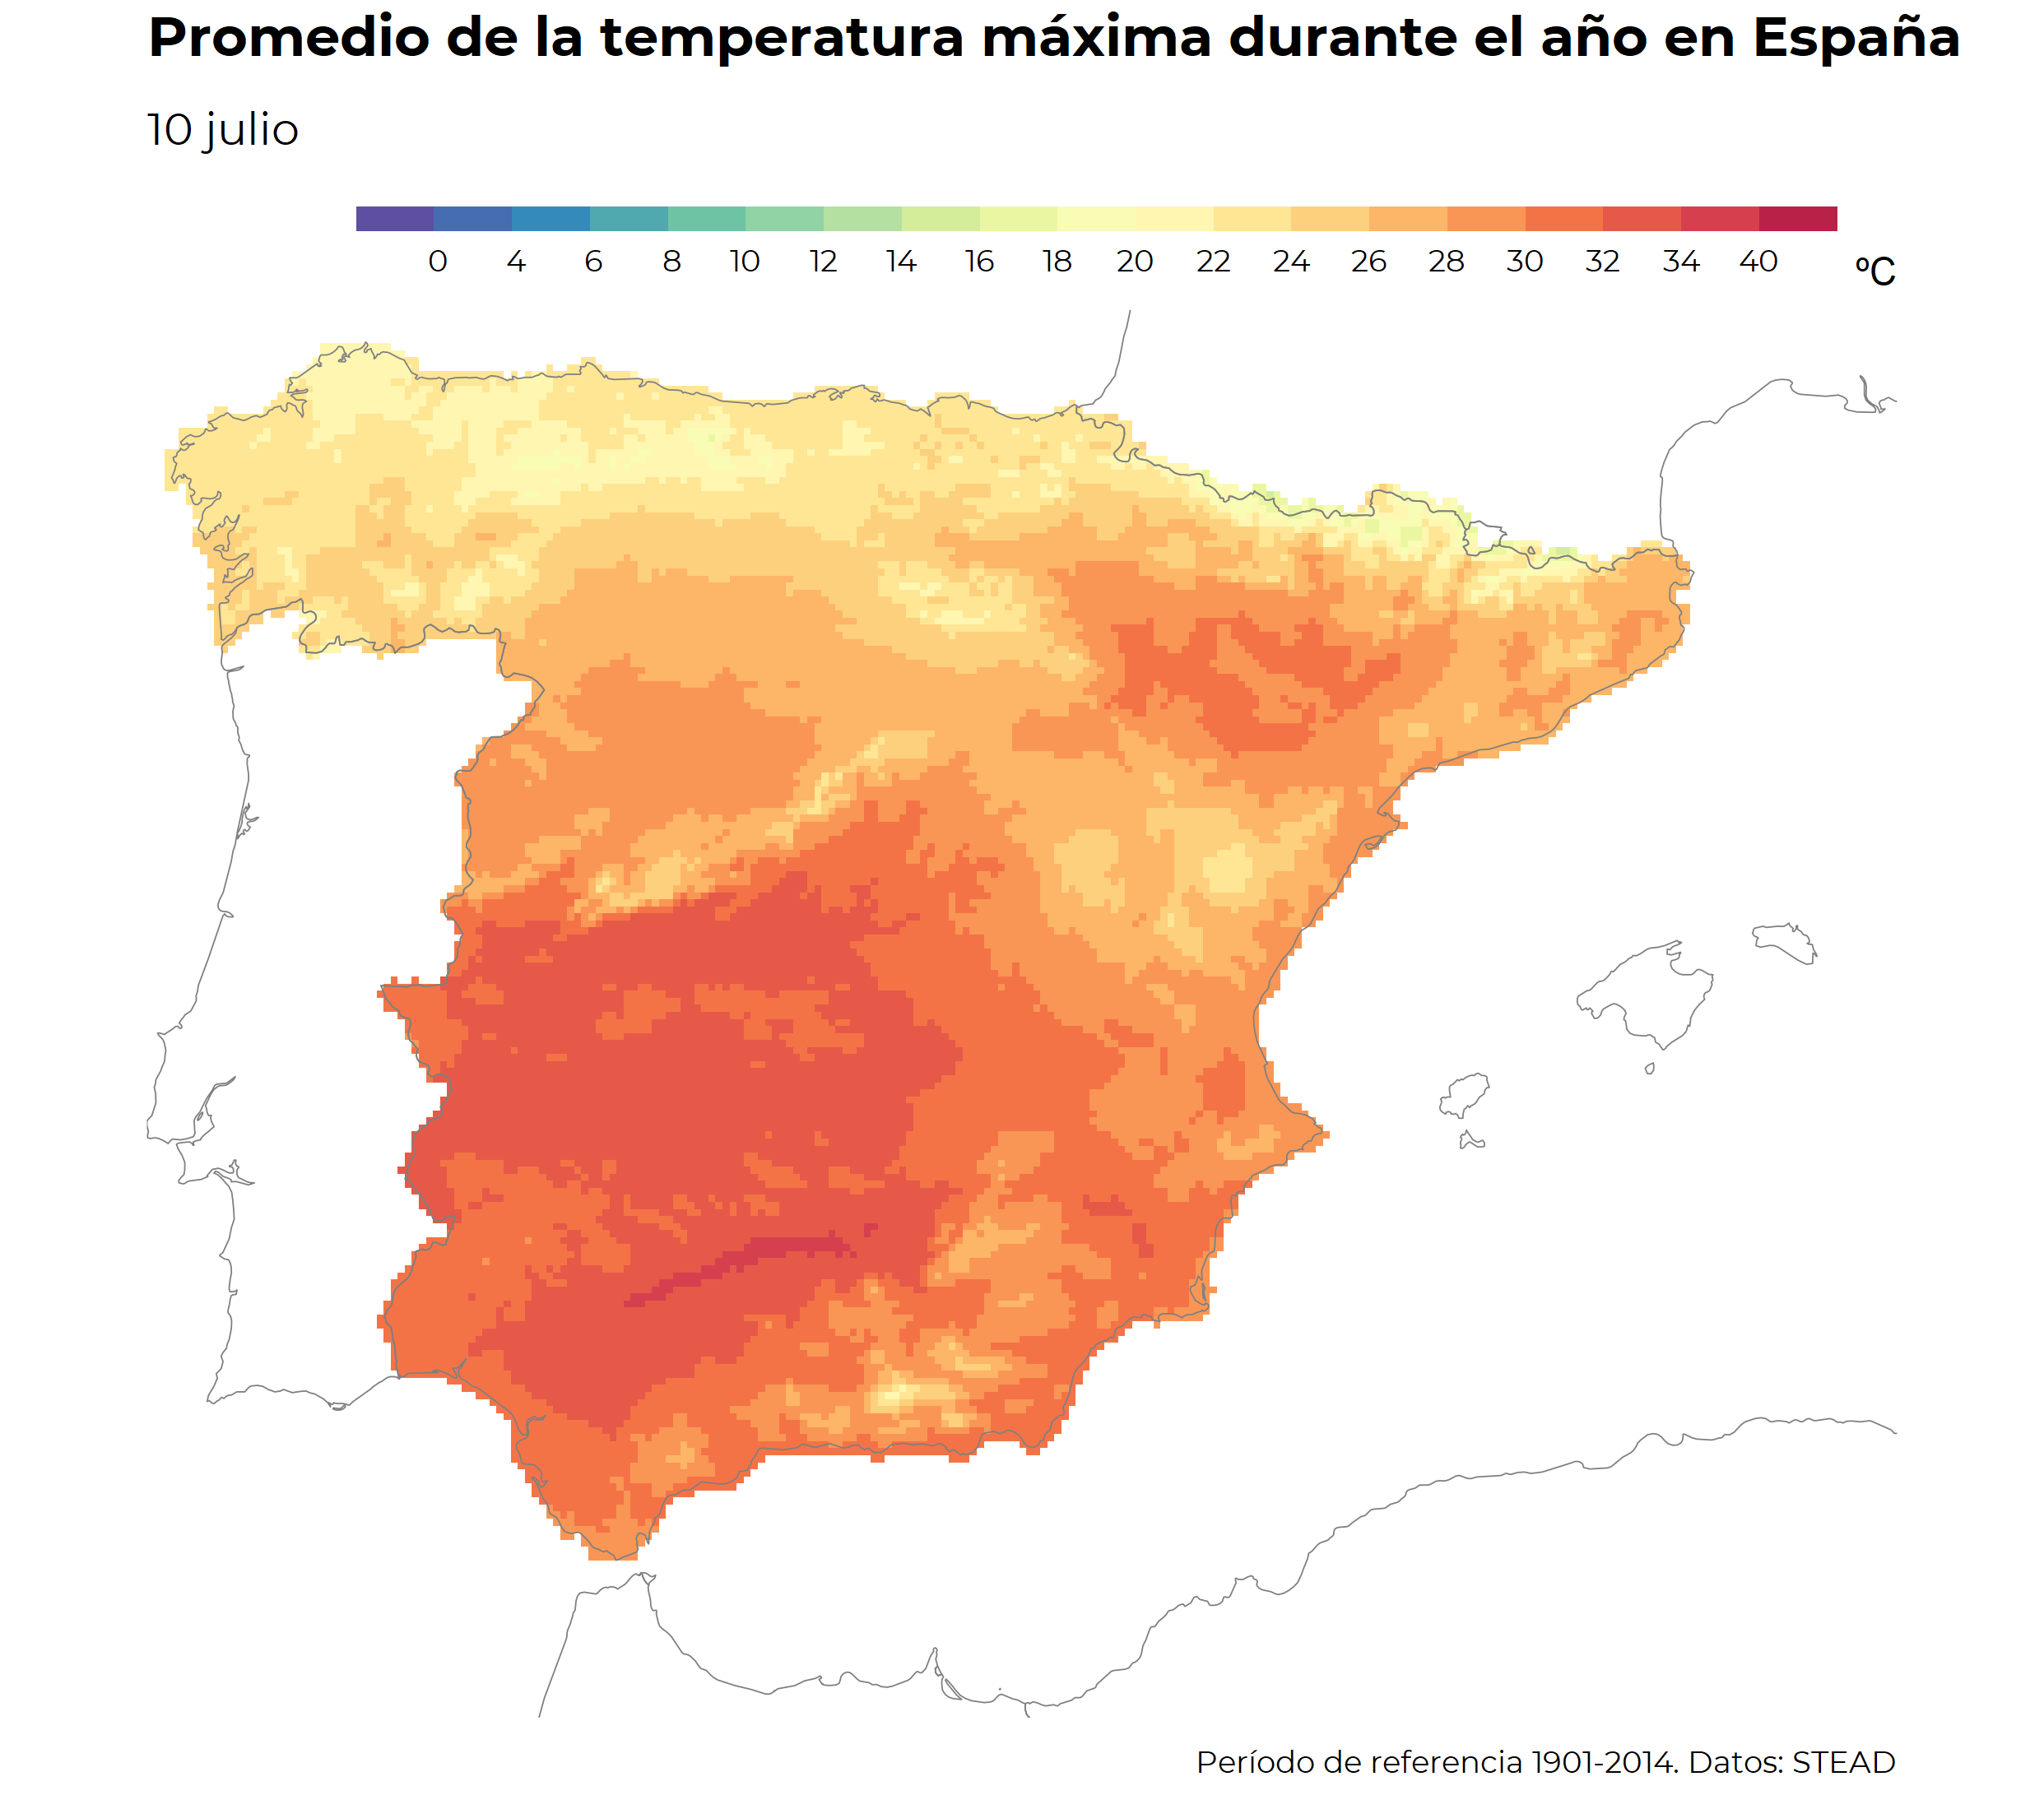 Promedio de la temperatura máxima durante el año en España
10 julio
0 4 6 8 10 12 14 16 18 20 22 24 26 28 30 32 34 40 ºC
Período de referencia 1901-2014. Datos: STEAD